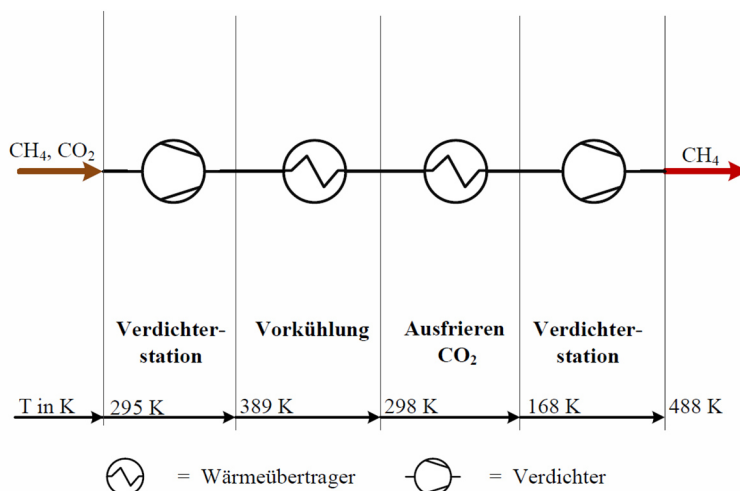 CH₄, CO₂
CH₄
Verdichter-
station
Vorkühlung
Ausfrieren
CO₂
Verdichter-
station
T in K
295 K
389 K
298 K
168 K
488 K
= Wärmeübertrager
= Verdichter